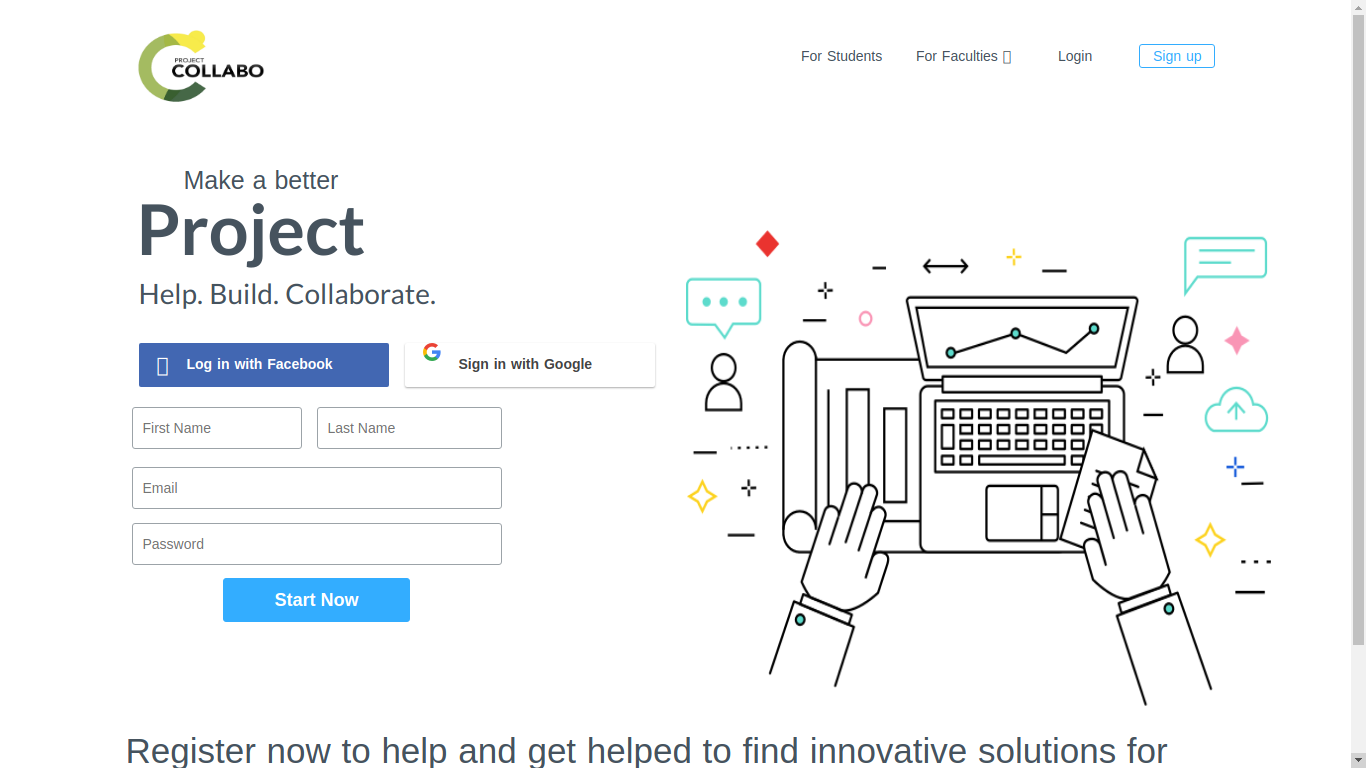 PROJECT
COLLABO
For Students
For Faculties
Login
Sign up
Make a better
Project
Help. Build. Collaborate.
Log in with Facebook
Sign in with Google
First Name
Last Name
Email
Password
Start Now
Register now to help and get helped to find innovative solutions for